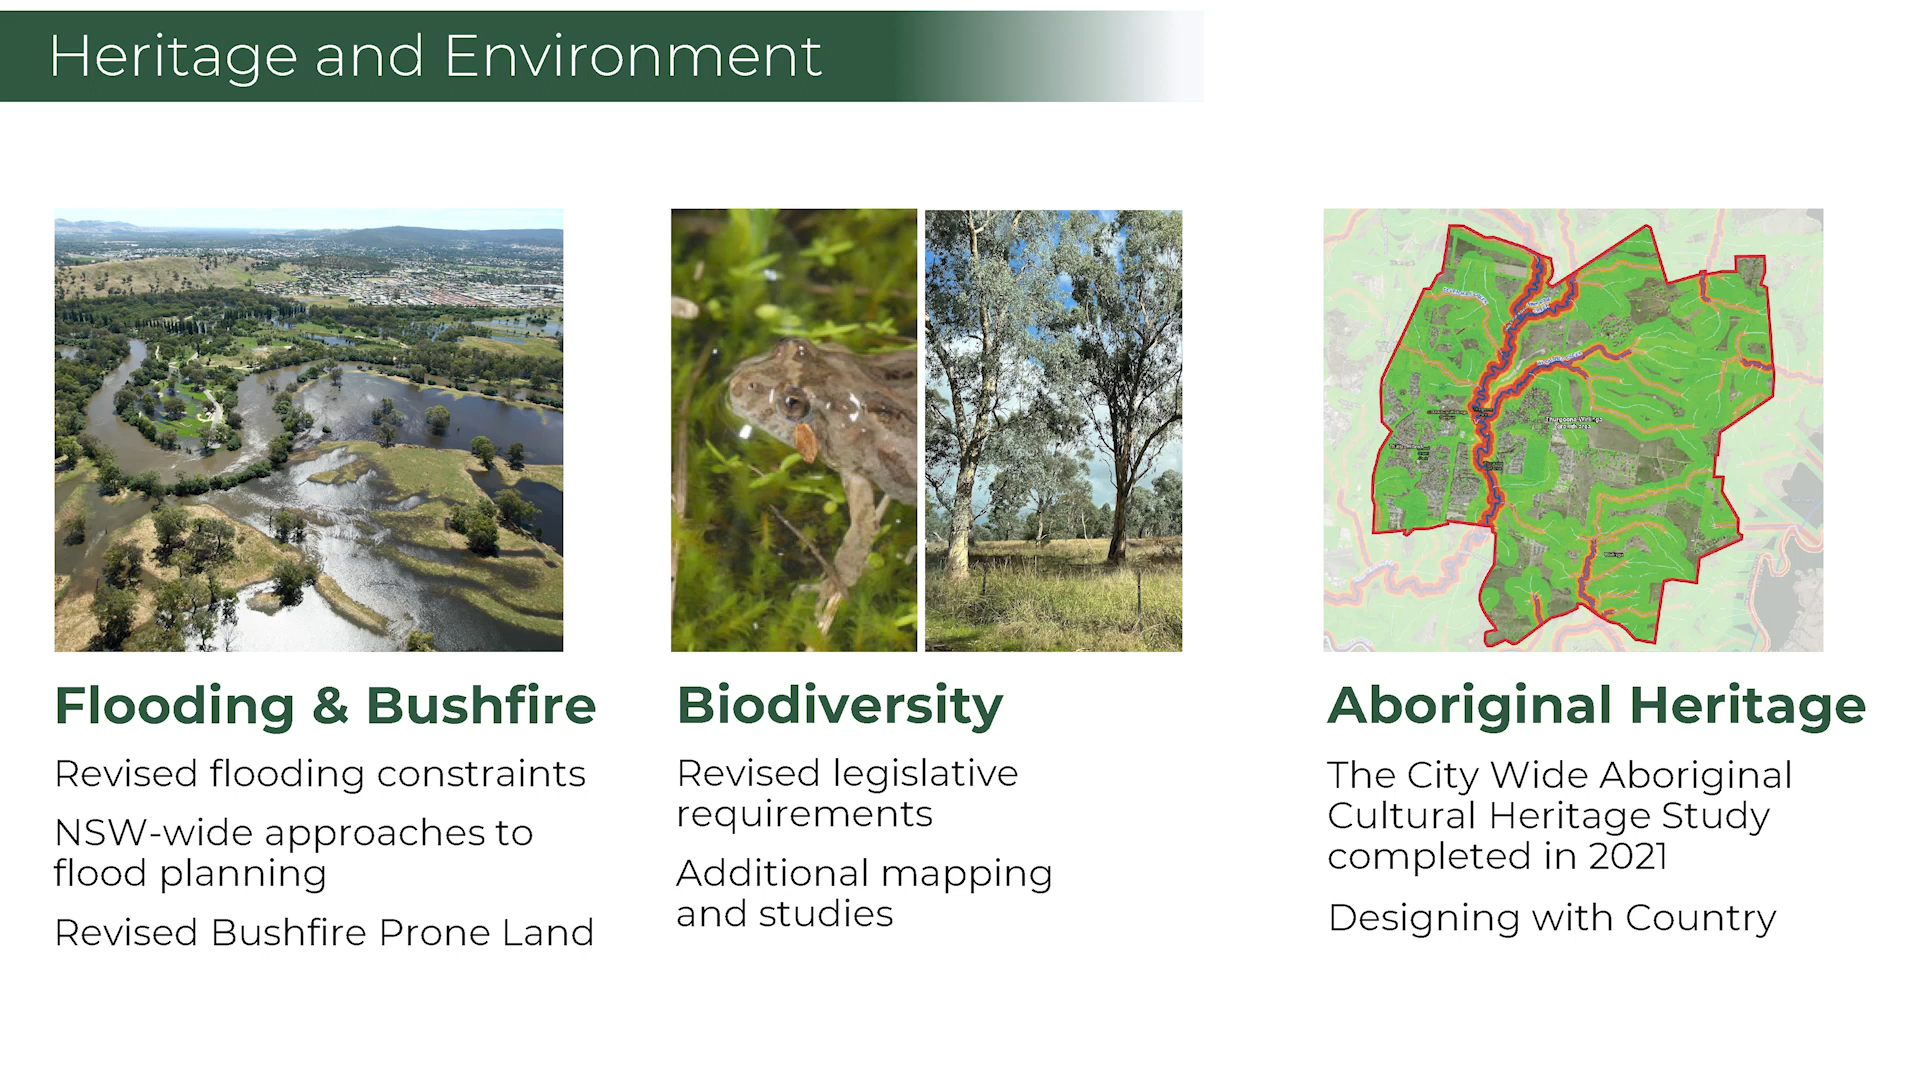 Heritage and Environment
Flooding & Bushfire
Revised flooding constraints
NSW-wide approaches to
flood planning
Revised Bushfire Prone Land
Biodiversity
Revised legislative
requirements
Additional mapping
and studies
Aboriginal Heritage
The City Wide Aboriginal
Cultural Heritage Study
completed in 2021
Designing with Country